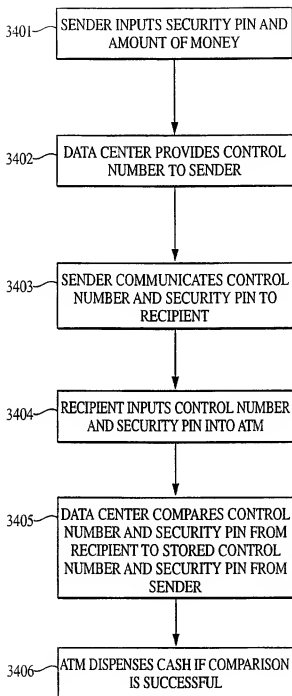 3401
SENDER INPUTS SECURITY PIN AND
AMOUNT OF MONEY
3402
DATA CENTER PROVIDES CONTROL
NUMBER TO SENDER
3403
SENDER COMMUNICATES CONTROL
NUMBER AND SECURITY PIN TO
RECIPIENT
3404
RECIPIENT INPUTS CONTROL NUMBER
AND SECURITY PIN INTO ATM
3405
DATA CENTER COMPARES CONTROL
NUMBER AND SECURITY PIN FROM
RECIPIENT TO STORED CONTROL
NUMBER AND SECURITY PIN FROM
SENDER
3406
ATM DISPENSES CASH IF COMPARISON
IS SUCCESSFUL